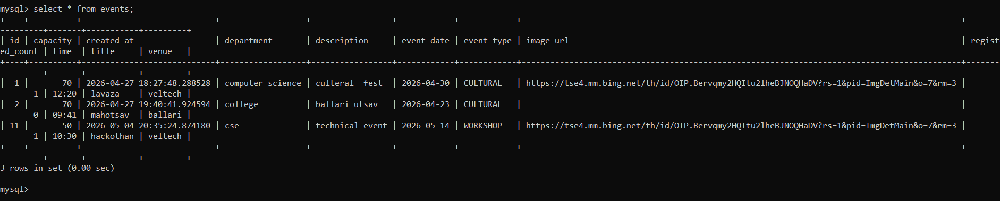 mysql> select * from events;
+----+----------+----------------------------+------------------+-----------------+------------+------------+-------------------------------------------------------------------------------------------+-------
---------+-------+-----------+---------+
| id | capacity | created_at                 | department       | description     | event_date | event_type | image_url                                                                                 | regist
ed_count | time  | title     | venue   |
+----+----------+----------------------------+------------------+-----------------+------------+------------+-------------------------------------------------------------------------------------------+-------
---------+-------+-----------+---------+
|  1 |       70 | 2026-04-27 18:27:48.288528 | computer science | culteral  fest  | 2026-04-30 | CULTURAL   | https://tse4.mm.bing.net/th/id/OIP.Bervqmy2HQItu2lheBJNOQHaDV?rs=1&pid=ImgDetMain&o=7&rm=3 |
       1 | 12:20 | lavaza    | veltech |
|  2 |       70 | 2026-04-27 19:40:41.924594 | college          | ballari utsav   | 2026-04-23 | CULTURAL   |                                                                                           |
       0 | 09:41 | mahotsav  | ballari |
| 11 |       50 | 2026-05-04 20:35:24.874180 | cse              | technical event | 2026-05-14 | WORKSHOP   | https://tse4.mm.bing.net/th/id/OIP.Bervqmy2HQItu2lheBJNOQHaDV?rs=1&pid=ImgDetMain&o=7&rm=3 |
       1 | 10:30 | hackothan | veltech |
+----+----------+----------------------------+------------------+-----------------+------------+------------+-------------------------------------------------------------------------------------------+-------
---------+-------+-----------+---------+
3 rows in set (0.00 sec)
mysql>